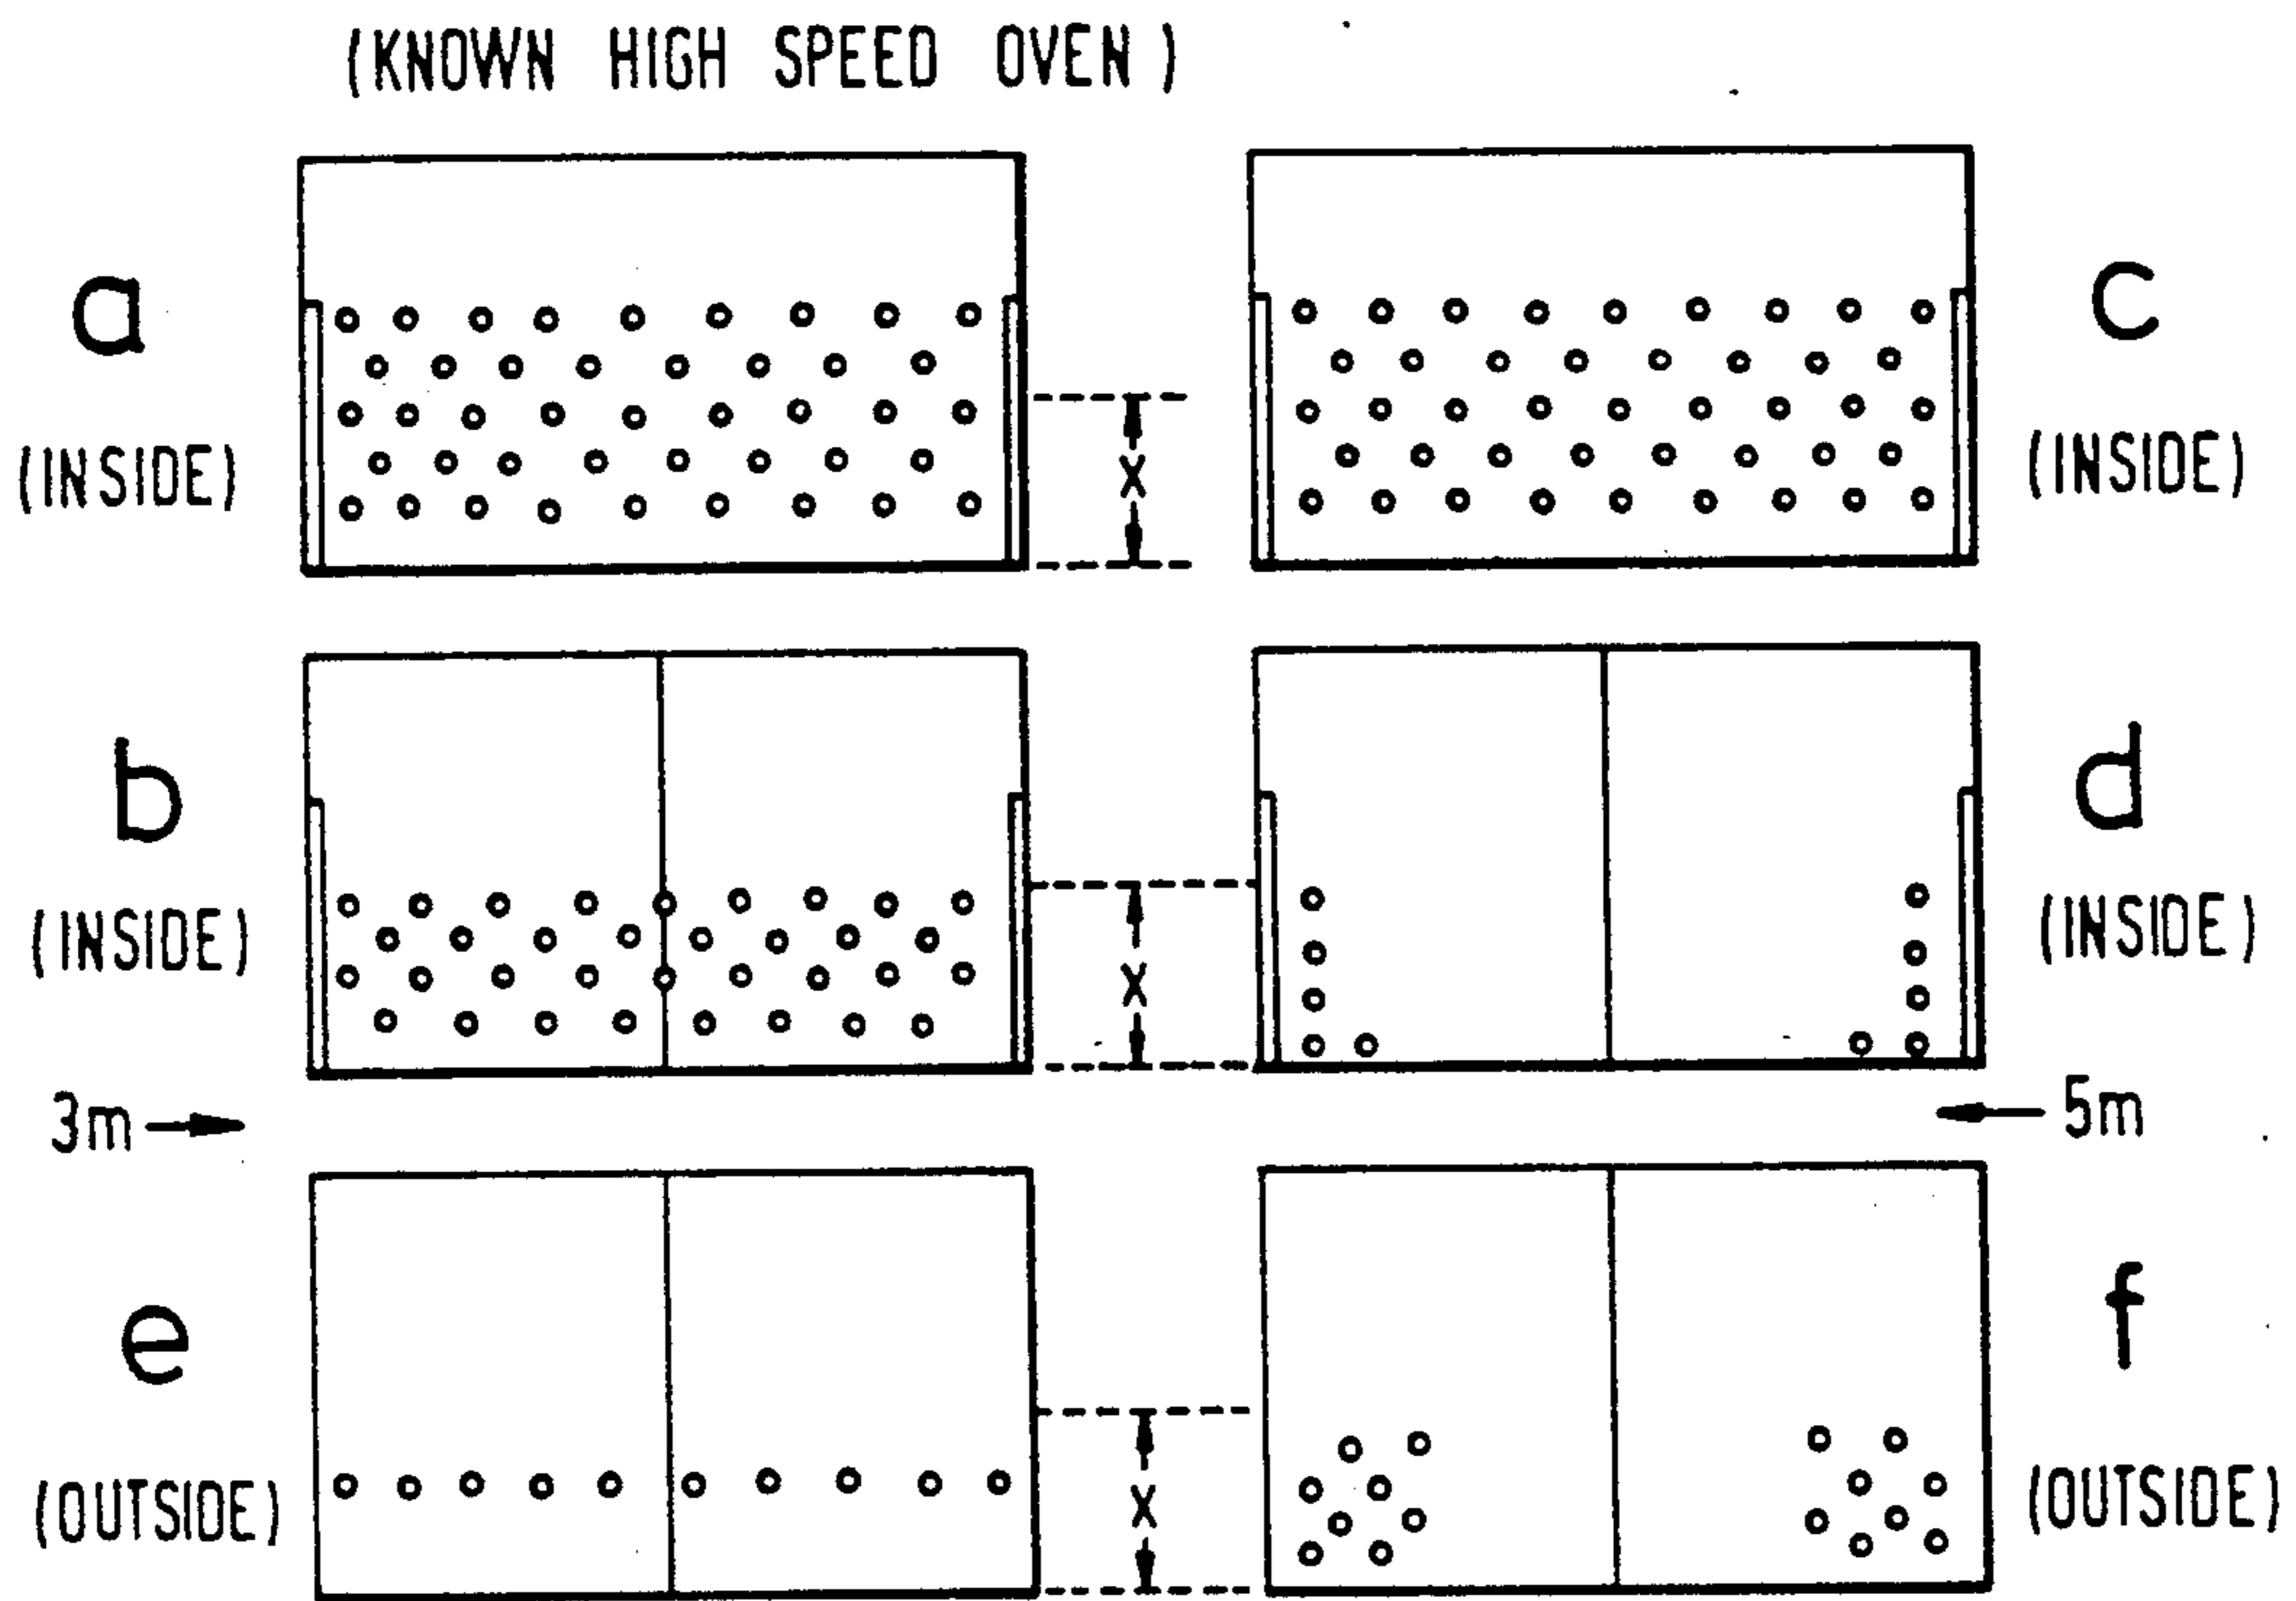 (KNOWN HIGH SPEED OVEN)
a
c
(INSIDE)
X
(INSIDE)
b
d
(INSIDE)
X
(INSIDE)
3m
5m
e
f
(OUTSIDE)
X
(OUTSIDE)